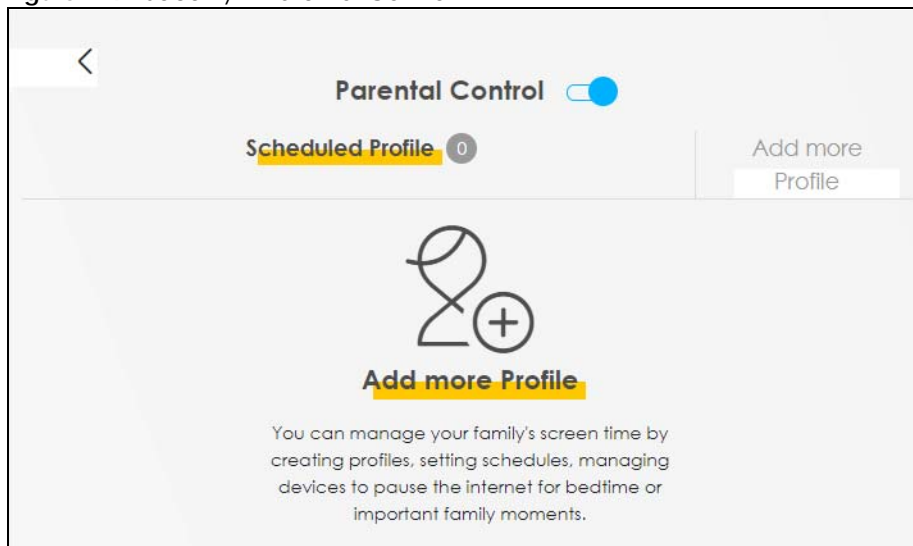 Parental Control
Scheduled Profile 0
Add more
Profile
Add more Profile
You can manage your family's screen time by
creating profiles, setting schedules, managing
devices to pause the internet for bedtime or
important family moments.